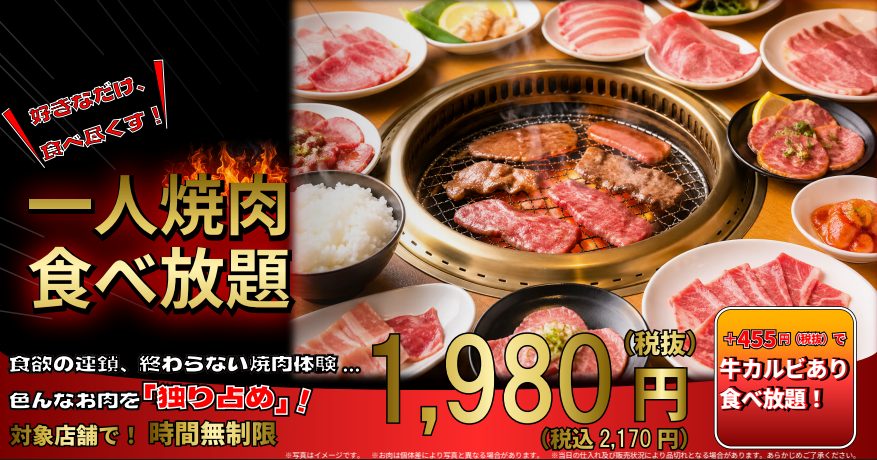 好きなだけ、
食べ尽くす！
一人焼肉
食べ放題
食欲の連鎖、終わらない焼肉体験...
色んなお肉を「独り占め」！
対象店舗で！ 時間無制限
1,980円（税抜）
（税込2,170円）
+455円（税抜）で
牛カルビあり
食べ放題！
※写真はイメージです。 ※お肉は個体差により写真と異なる場合があります。 ※当日の仕入れ及び販売状況により品切れとなる場合があります。あらかじめご了承ください。